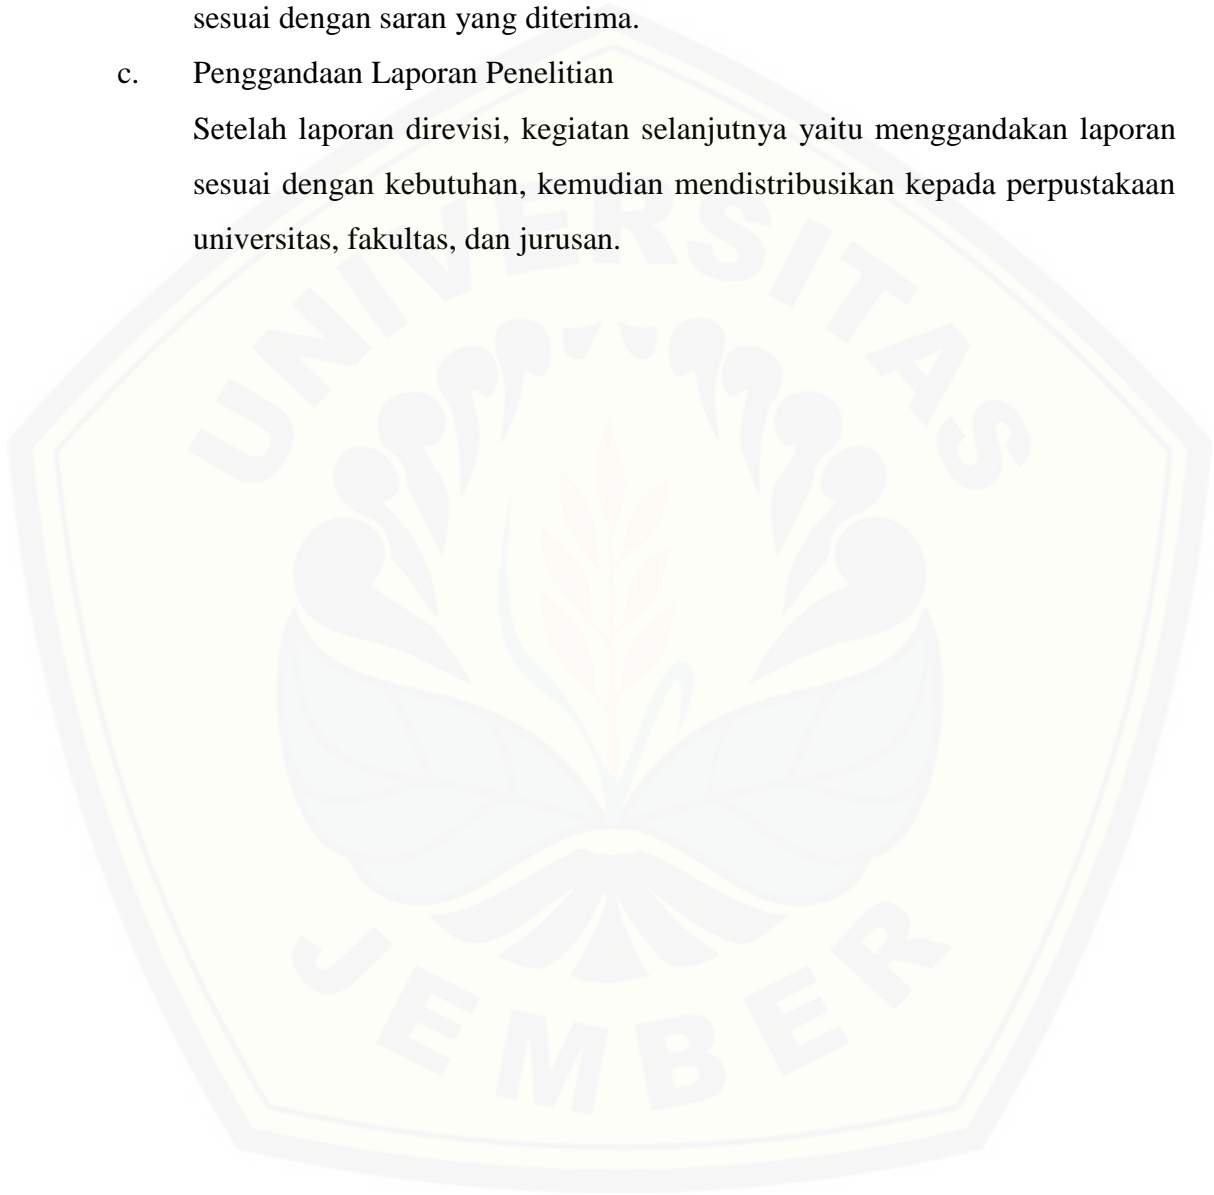 sesuai dengan saran yang diterima.
c. Penggandaan Laporan Penelitian
Setelah laporan direvisi, kegiatan selanjutnya yaitu menggandakan laporan
sesuai dengan kebutuhan, kemudian mendistribusikan kepada perpustakaan
universitas, fakultas, dan jurusan.
UNIVERSITAS
JEMBER